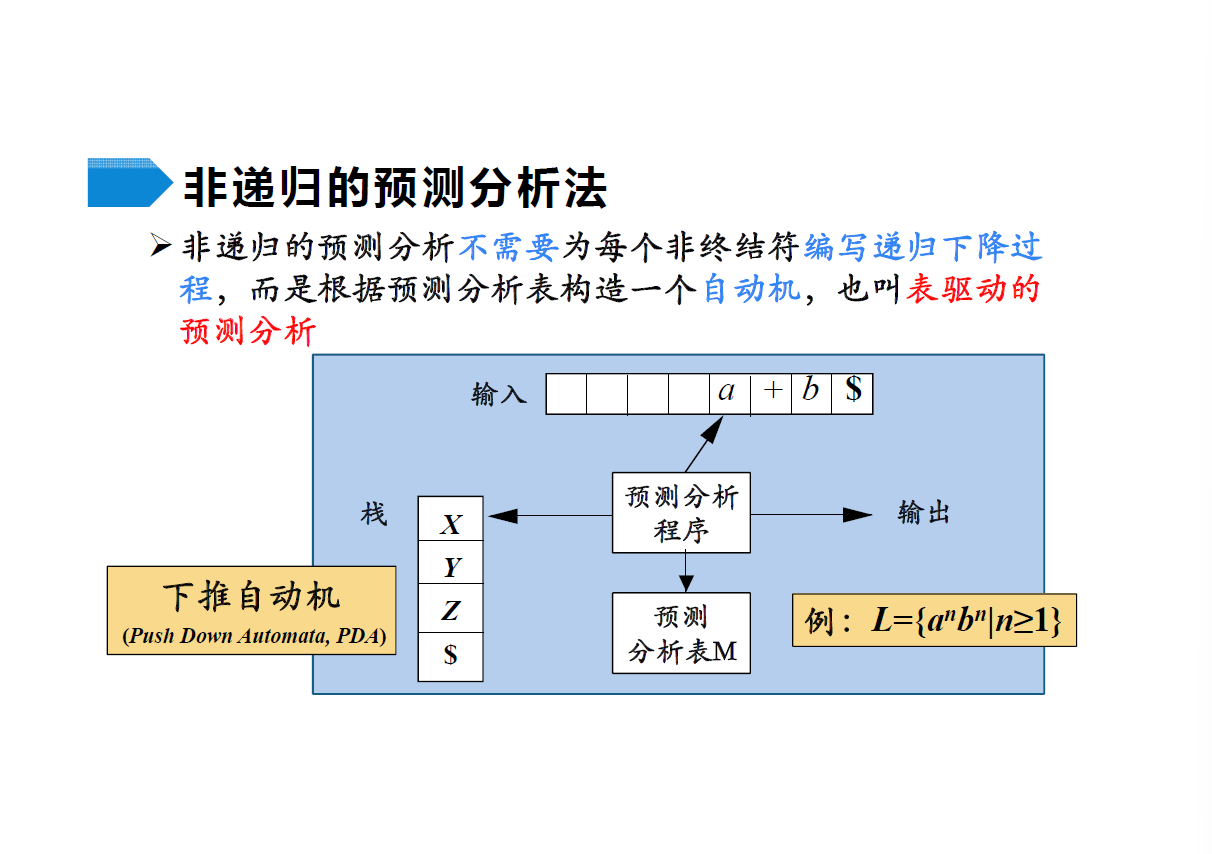 非递归的预测分析法
➢非递归的预测分析不需要为每个非终结符编写递归下降过
程，而是根据预测分析表构造一个自动机，也叫表驱动的
预测分析
输入
a + b $
栈
X
Y
Z
$
预测分析
程序
输出
下推自动机
(Push Down Automata, PDA)
预测
分析表M
例：L={aⁿbⁿ|n≥1}